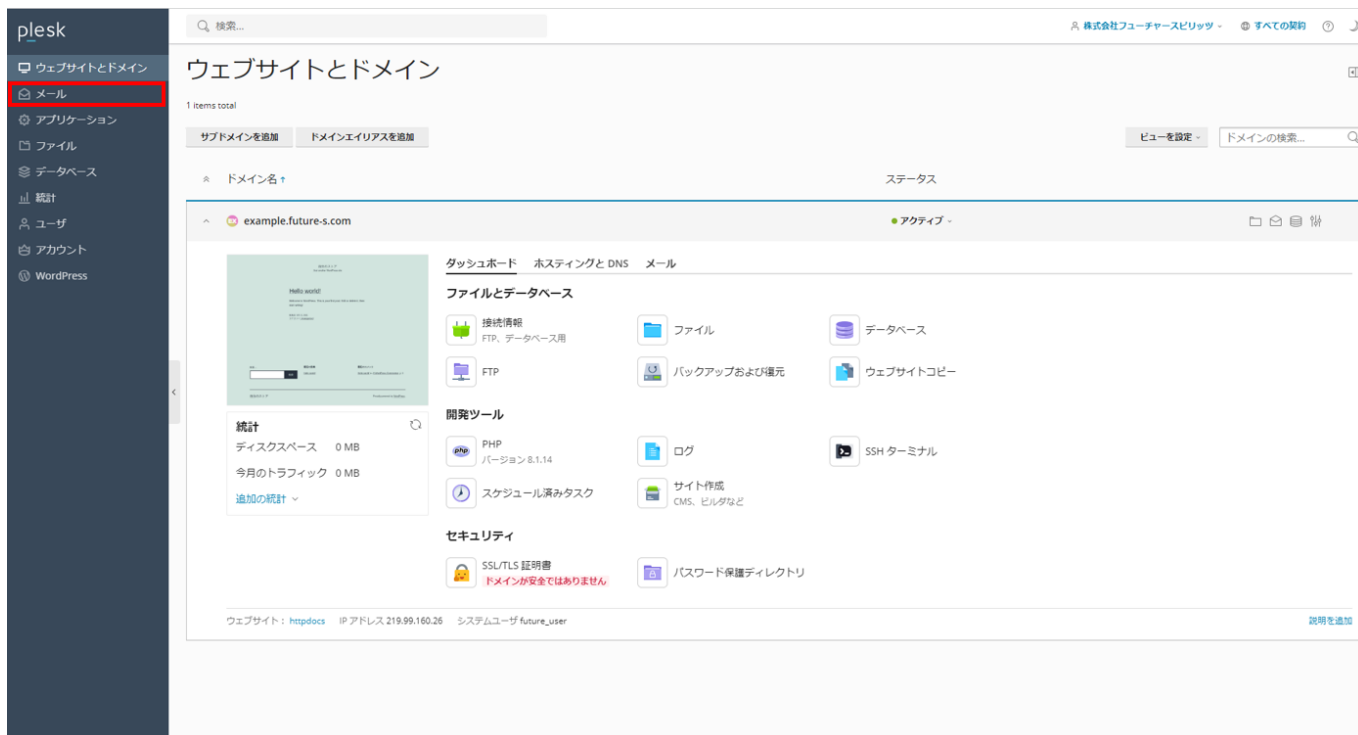 plesk
検索...
株式会社フューチャースピリッツ
すべての契約
ウェブサイトとドメイン
メール
アプリケーション
ファイル
データベース
統計
ユーザ
アカウント
WordPress
ウェブサイトとドメイン
1 items total
サブドメインを追加 ドメインエイリアスを追加
ビューを設定 ドメインの検索...
ドメイン名↑ ステータス
example.future-s.com アクティブ
Hello world!
ダッシュボード ホスティングと DNS メール
ファイルとデータベース
接続情報
FTP、データベース用
ファイル
データベース
FTP
バックアップおよび復元
ウェブサイトコピー
統計
ディスクスペース 0 MB
今月のトラフィック 0 MB
追加の統計
開発ツール
php
PHP
バージョン 8.1.14
ログ
SSH ターミナル
スケジュール済みタスク
サイト作成
CMS、ビルダなど
セキュリティ
SSL/TLS 証明書
ドメインが安全ではありません
パスワード保護ディレクトリ
ウェブサイト： httpdocs IP アドレス 219.99.160.26 システムユーザ future_user
説明を追加